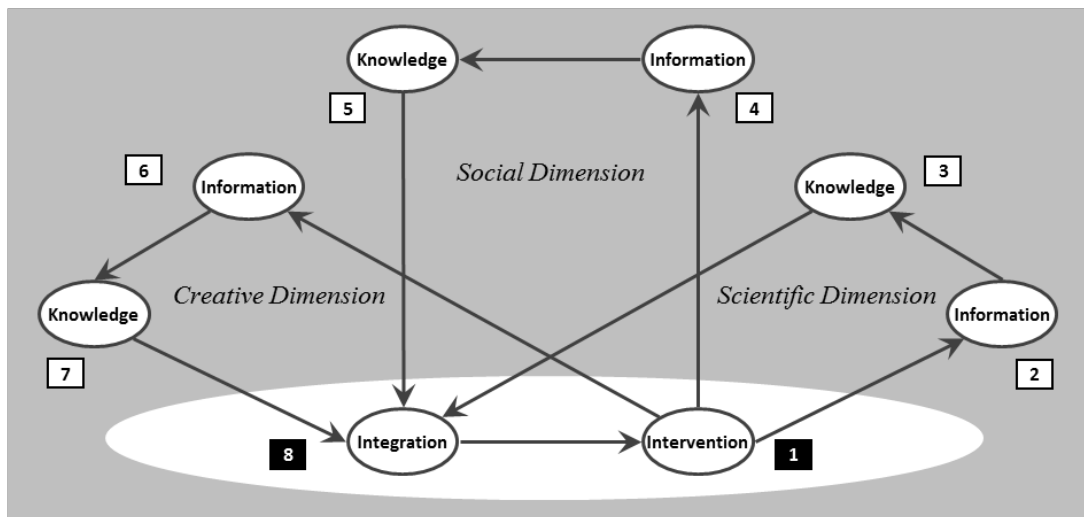 Knowledge
Information
5
4
6
Social Dimension
3
Information
Knowledge
Creative Dimension
Scientific Dimension
Knowledge
Information
7
2
Integration
Intervention
8
1